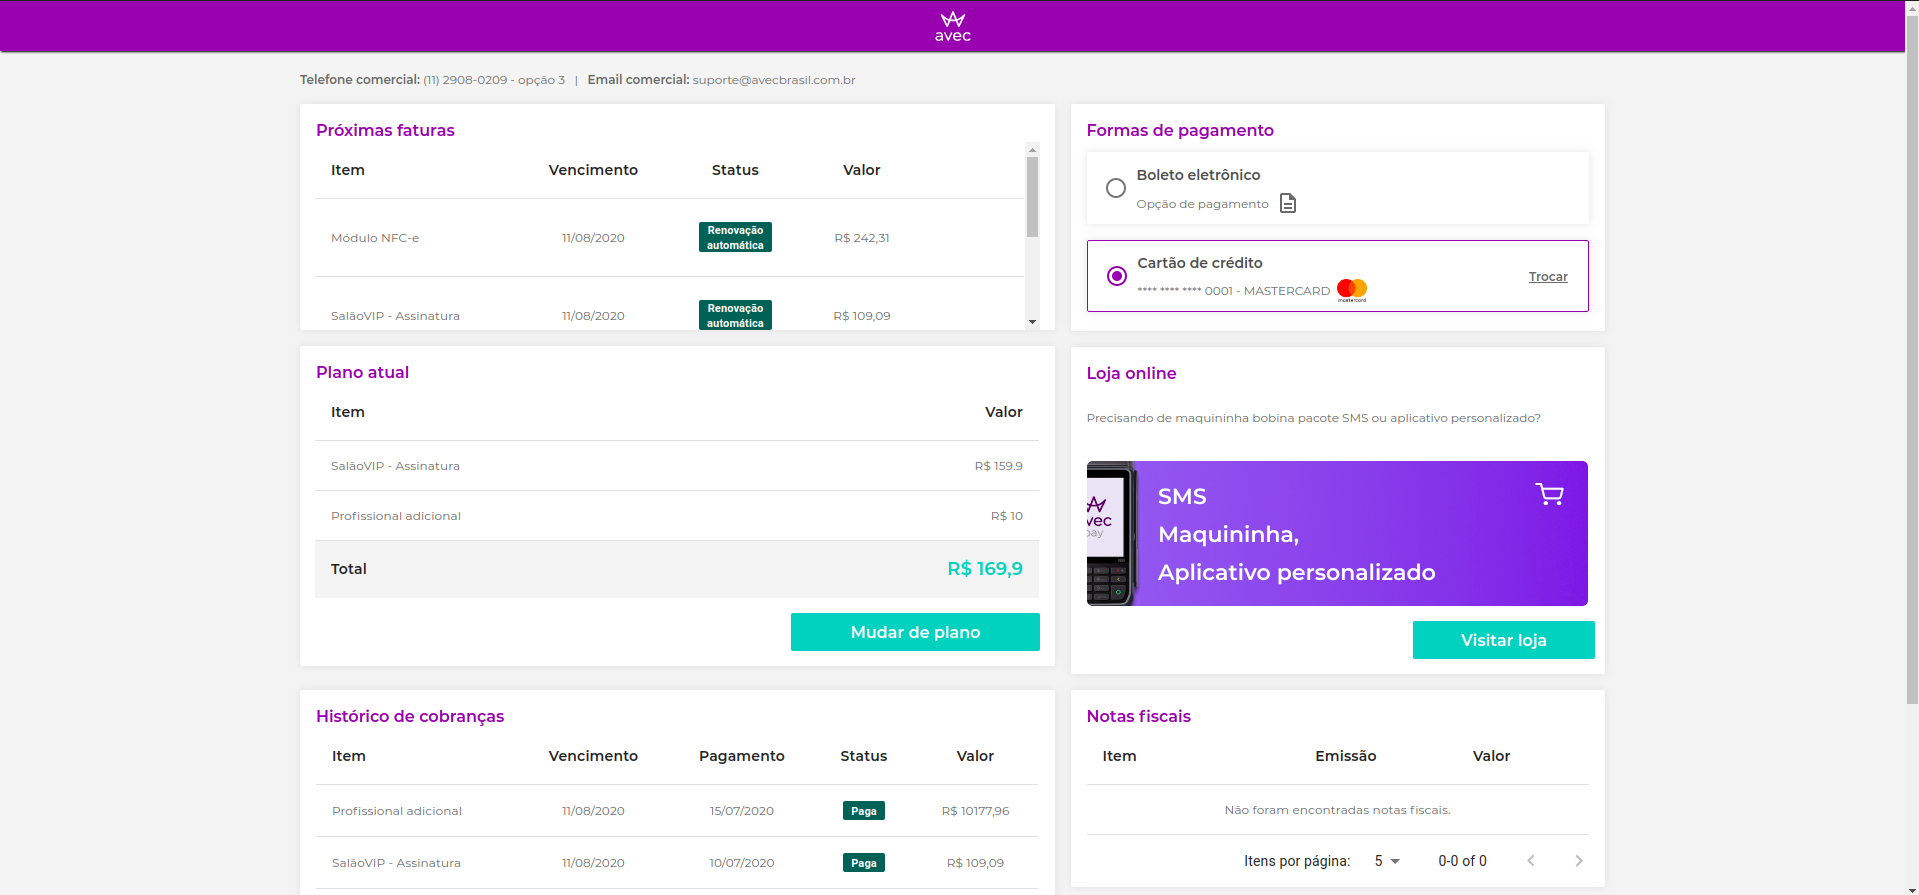 avec
Telefone comercial: (11) 2908-0209 - opção 3 | Email comercial: suporte@avecbrasil.com.br
Próximas faturas
Item Vencimento Status Valor
Módulo NFC-e 11/08/2020 Renovação automática R$ 242,31
SalãoVIP - Assinatura 11/08/2020 Renovação automática R$ 109,09
Formas de pagamento
Boleto eletrônico
Opção de pagamento
Cartão de crédito
**** **** **** 0001 - MASTERCARD mastercard
Trocar
Plano atual
Item Valor
SalãoVIP - Assinatura R$ 159.9
Profissional adicional R$ 10
Total R$ 169,9
Mudar de plano
Loja online
Precisando de maquininha bobina pacote SMS ou aplicativo personalizado?
avec
pay
SMS
Maquininha,
Aplicativo personalizado
Visitar loja
Histórico de cobranças
Item Vencimento Pagamento Status Valor
Profissional adicional 11/08/2020 15/07/2020 Paga R$ 10177,96
SalãoVIP - Assinatura 11/08/2020 10/07/2020 Paga R$ 109,09
Notas fiscais
Item Emissão Valor
Não foram encontradas notas fiscais.
Itens por página: 5 0-0 of 0